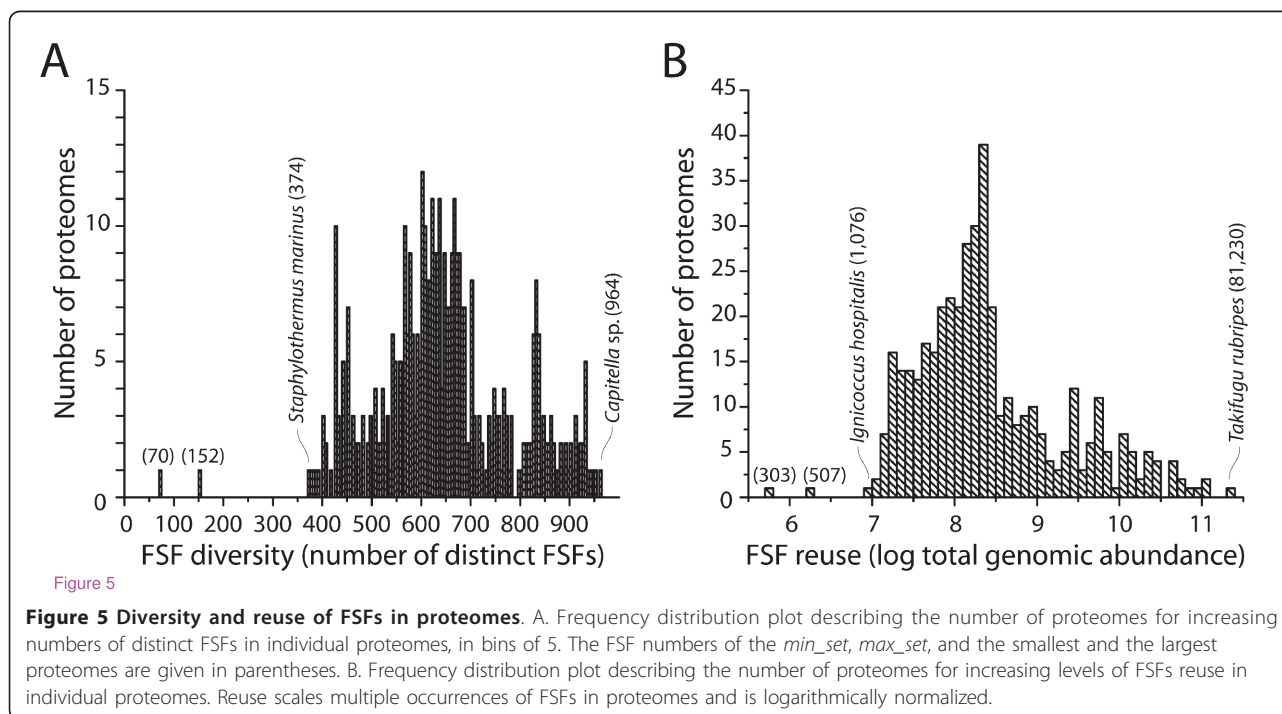 A
15
10
5
0
Number of proteomes
(70)
(152)
Staphylothermus marinus (374)
Capitella sp. (964)
0 100 200 300 400 500 600 700 800 900
FSF diversity (number of distinct FSFs)
B
45
40
35
30
25
20
15
10
5
0
Number of proteomes
(303)
(507)
Ignicoccus hospitalis (1,076)
Takifugu rubripes (81,230)
6 7 8 9 10 11
FSF reuse (log total genomic abundance)
Figure 5
Figure 5 Diversity and reuse of FSFs in proteomes. A. Frequency distribution plot describing the number of proteomes for increasing
numbers of distinct FSFs in individual proteomes, in bins of 5. The FSF numbers of the min_set, max_set, and the smallest and the largest
proteomes are given in parentheses. B. Frequency distribution plot describing the number of proteomes for increasing levels of FSFs reuse in
individual proteomes. Reuse scales multiple occurrences of FSFs in proteomes and is logarithmically normalized.